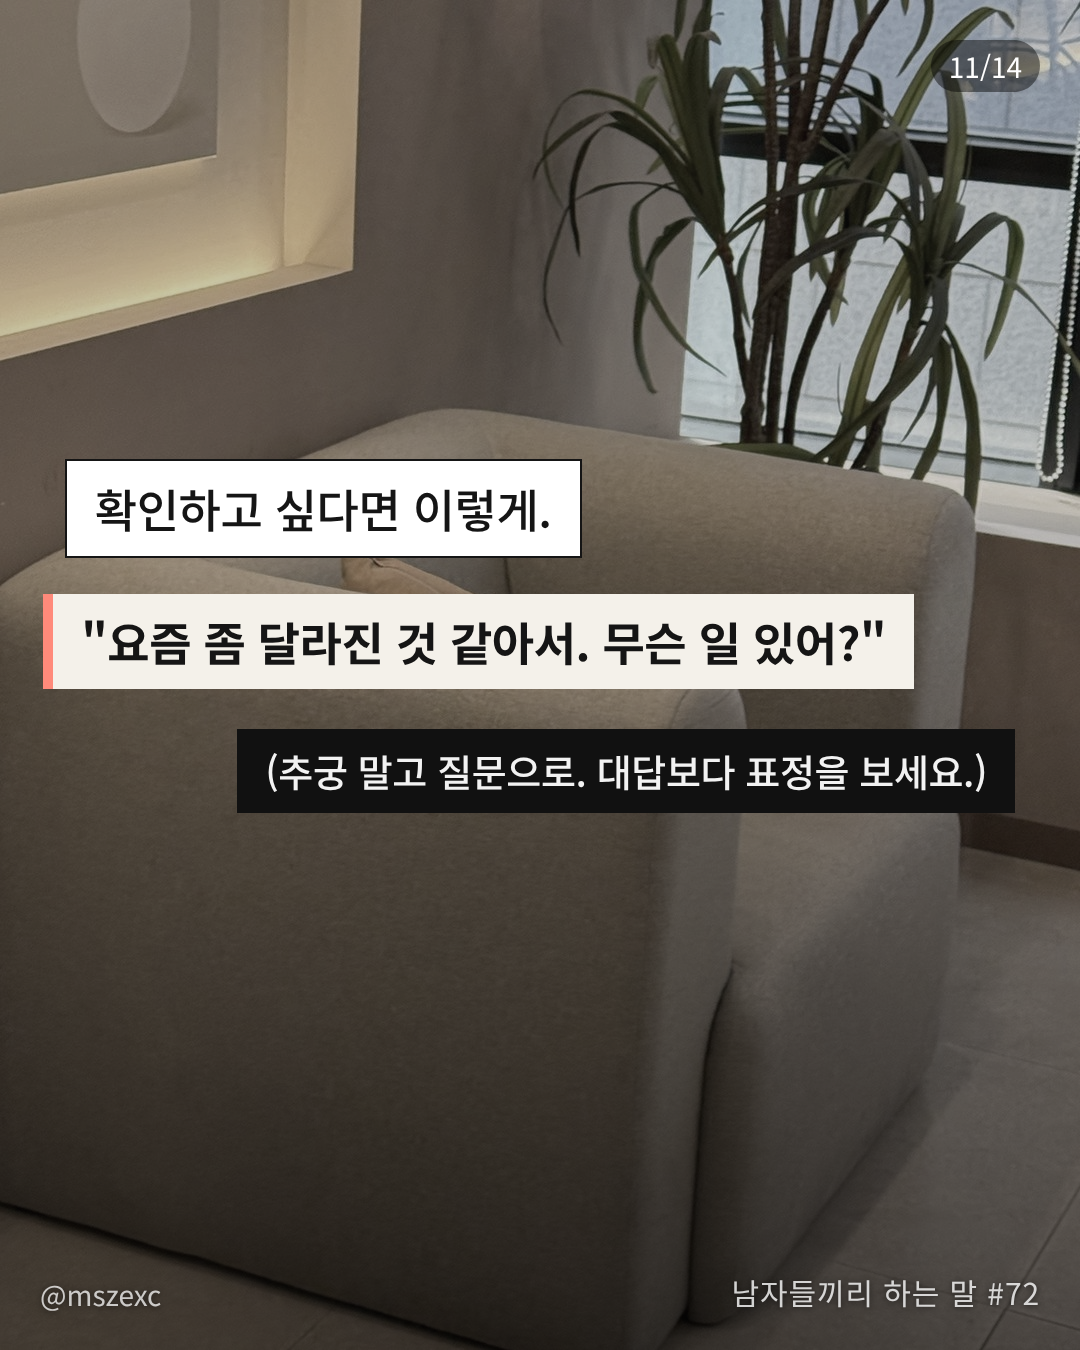 11/14
확인하고 싶다면 이렇게.
"요즘 좀 달라진 것 같아서. 무슨 일 있어?"
(추궁 말고 질문으로. 대답보다 표정을 보세요.)
@mszexc
남자들끼리 하는 말 #72